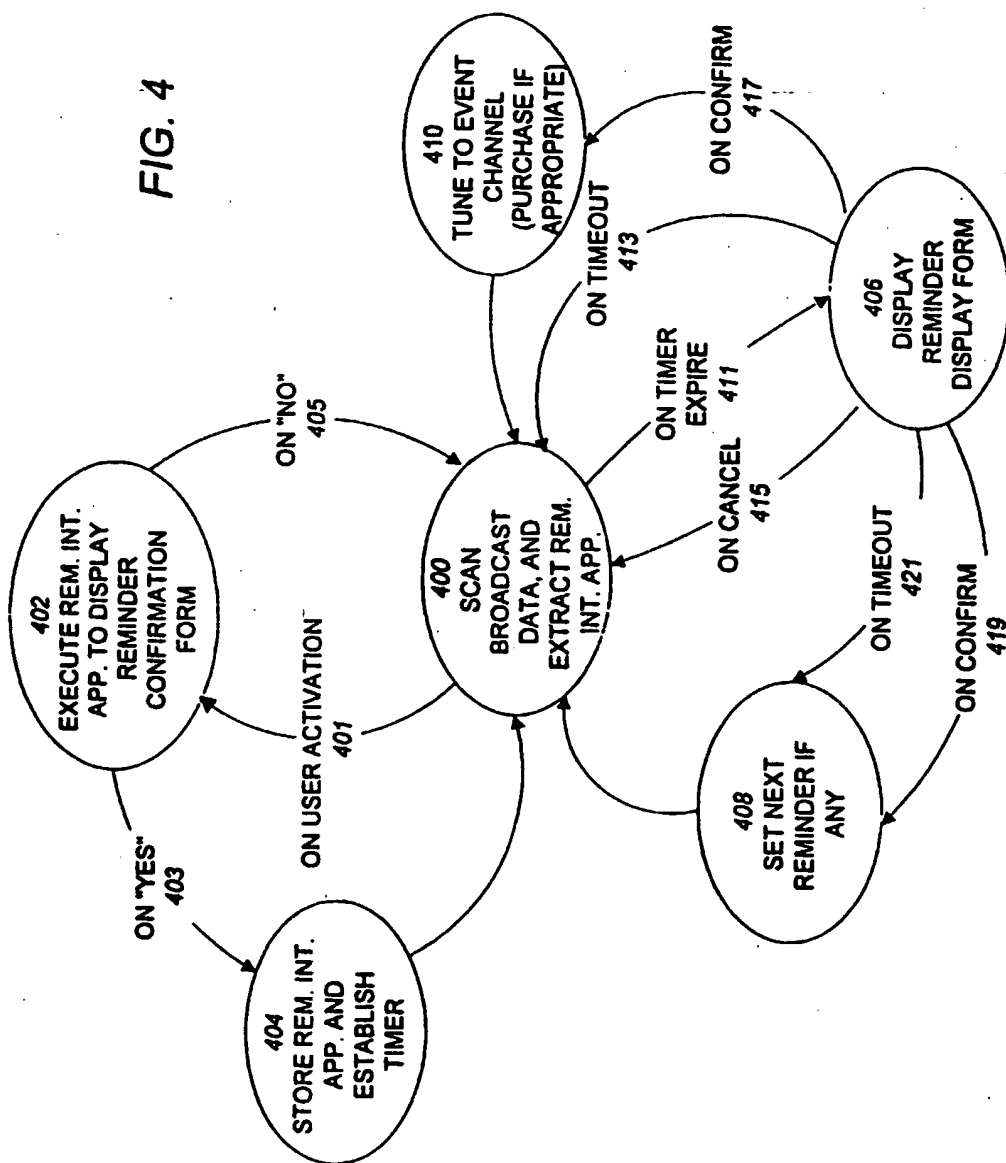 FIG. 4
402
EXECUTE REM. INT.
APP. TO DISPLAY
REMINDER
CONFIRMATION
FORM
ON "YES"
403
ON "NO"
405
404
STORE REM. INT.
APP. AND
ESTABLISH
TIMER
ON USER ACTIVATION
401
400
SCAN
BROADCAST
DATA, AND
EXTRACT REM.
INT. APP.
410
TUNE TO EVENT
CHANNEL
(PURCHASE IF
APPROPRIATE)
ON TIMEOUT
413
ON CONFIRM
417
ON TIMER
EXPIRE
411
ON CANCEL
415
406
DISPLAY
REMINDER
DISPLAY FORM
408
SET NEXT
REMINDER IF
ANY
ON TIMEOUT
421
ON CONFIRM
419